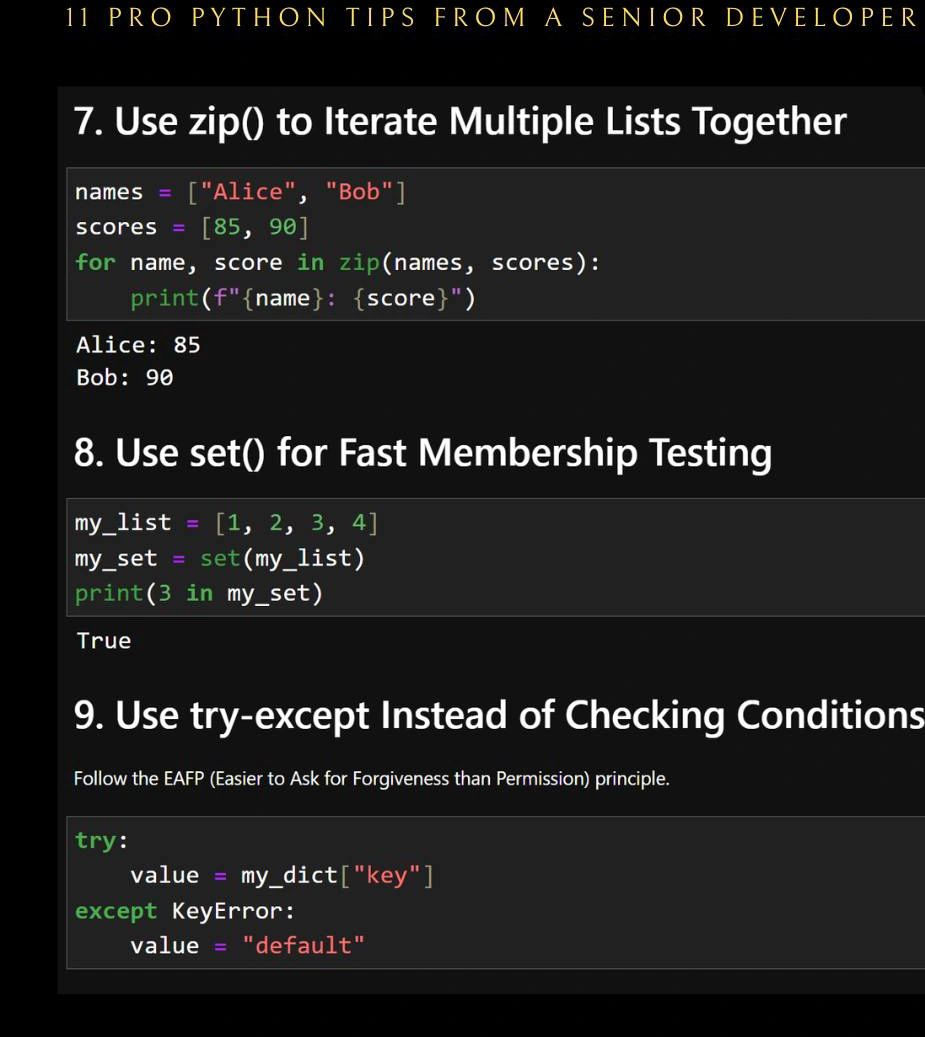 11 PRO PYTHON TIPS FROM A SENIOR DEVELOPER
7. Use zip() to Iterate Multiple Lists Together
names = ["Alice", "Bob"]
scores = [85, 90]
for name, score in zip(names, scores):
    print(f"{name}: {score}")
Alice: 85
Bob: 90
8. Use set() for Fast Membership Testing
my_list = [1, 2, 3, 4]
my_set = set(my_list)
print(3 in my_set)
True
9. Use try-except Instead of Checking Conditions
Follow the EAFP (Easier to Ask for Forgiveness than Permission) principle.
try:
    value = my_dict["key"]
except KeyError:
    value = "default"